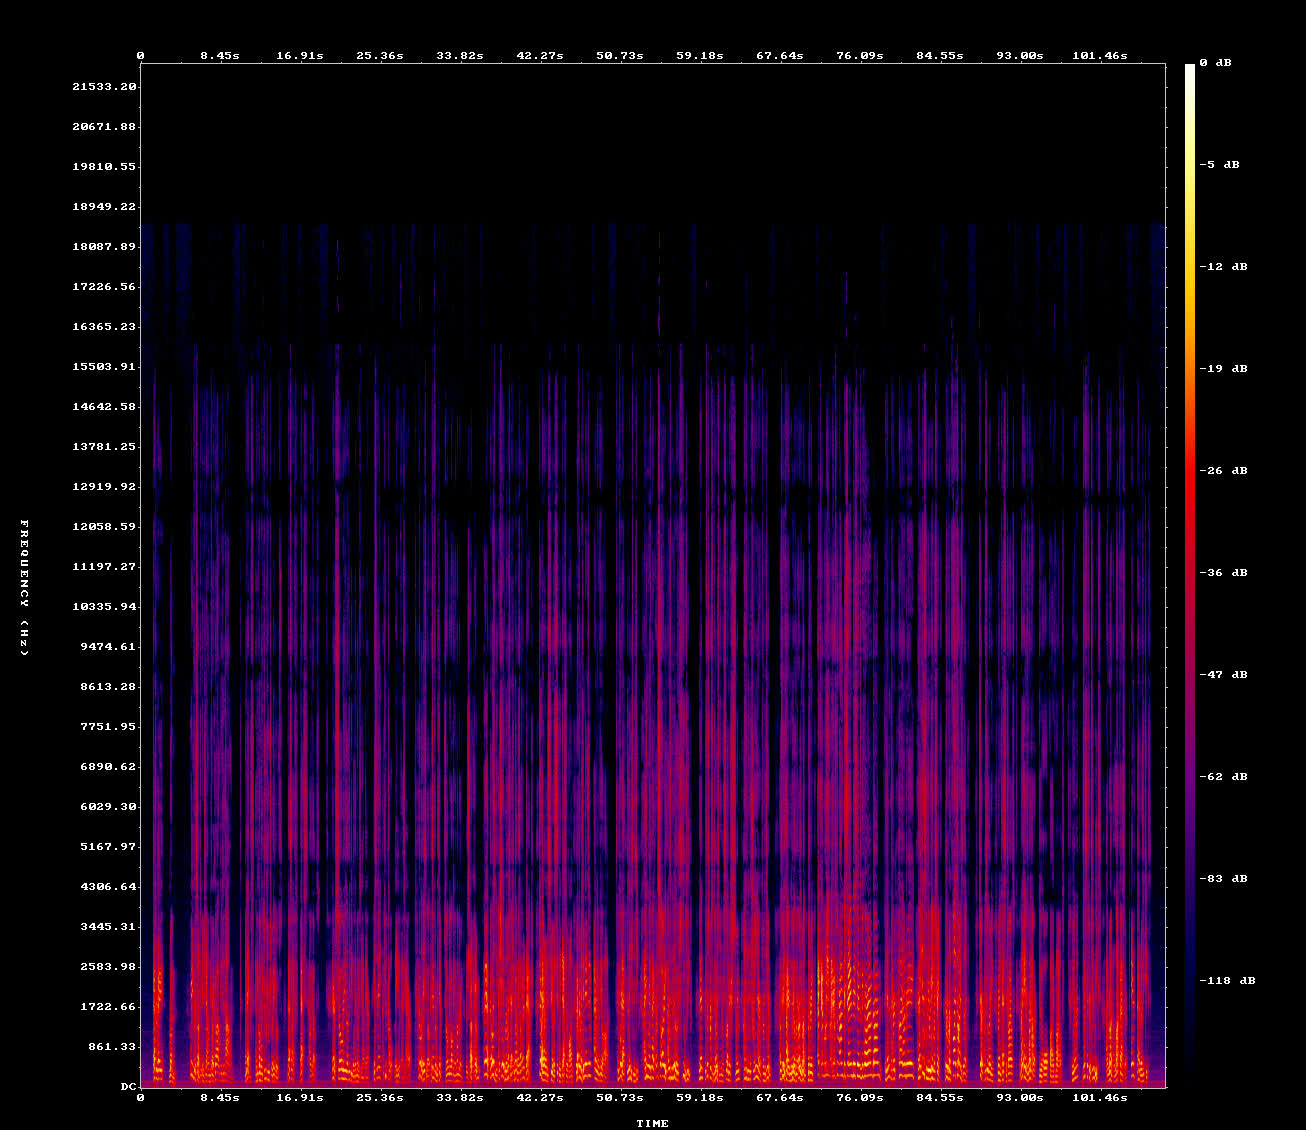 0 8.45s 16.91s 25.36s 33.82s 42.27s 50.73s 59.18s 67.64s 76.09s 84.55s 93.00s 101.46s
0 dB
21533.20
20671.88
19810.55
-5 dB
18949.22
18087.89
-12 dB
17226.56
16365.23
15503.91
-19 dB
14642.58
13781.25
-26 dB
12919.92
12058.59
11197.27
-36 dB
10335.94
FREQUENCY (Hz)
9474.61
-47 dB
8613.28
7751.95
6890.62
-62 dB
6029.30
5167.97
-83 dB
4306.64
3445.31
2583.98
-118 dB
1722.66
861.33
DC
0 8.45s 16.91s 25.36s 33.82s 42.27s 50.73s 59.18s 67.64s 76.09s 84.55s 93.00s 101.46s
TIME